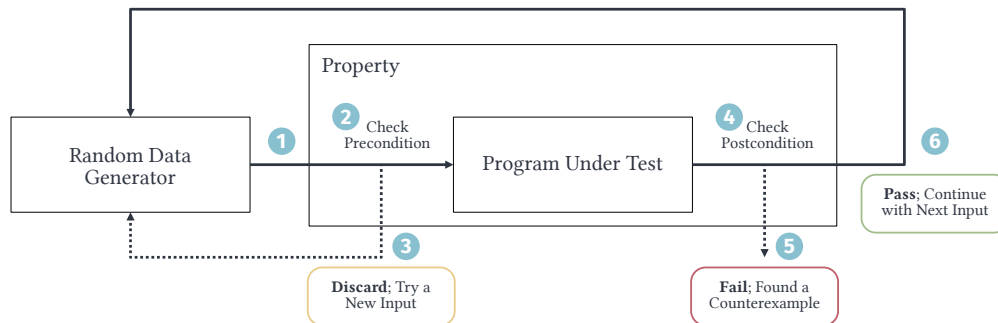 Property
1
2
Check
Precondition
4
Check
Postcondition
6
Random Data
Generator
Program Under Test
Pass; Continue
with Next Input
3
5
Discard; Try a
New Input
Fail; Found a
Counterexample